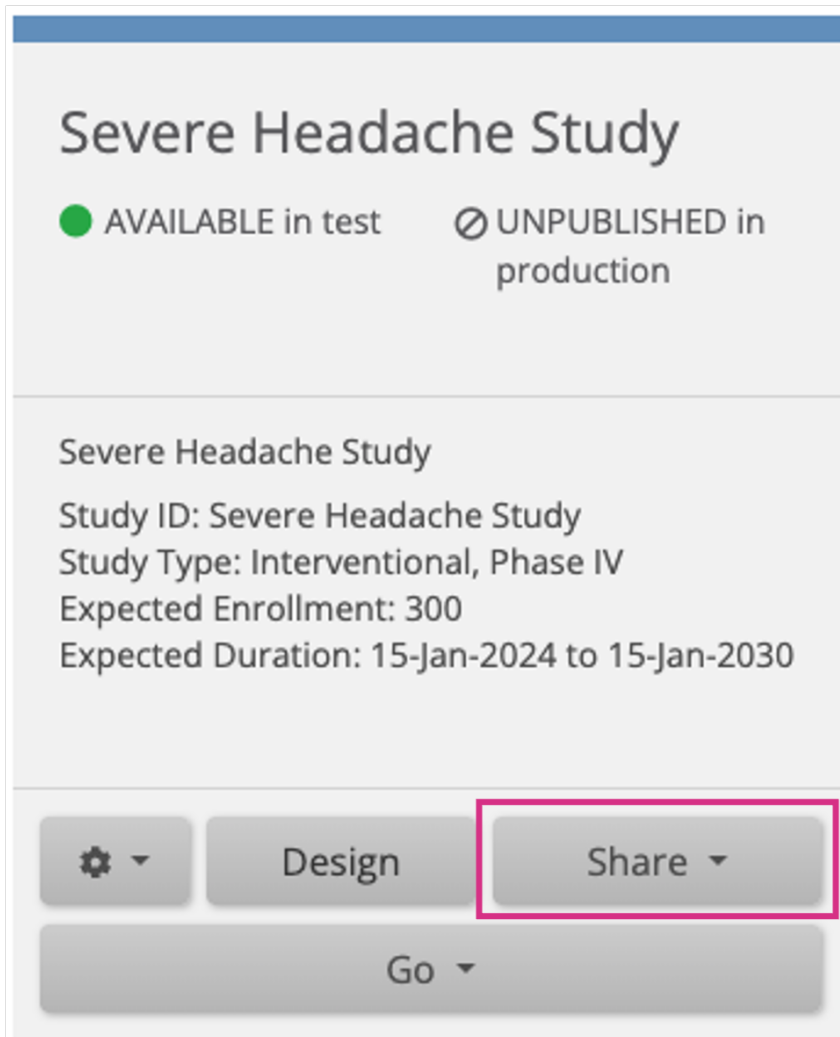 Severe Headache Study
AVAILABLE in test
UNPUBLISHED in
production
Severe Headache Study
Study ID: Severe Headache Study
Study Type: Interventional, Phase IV
Expected Enrollment: 300
Expected Duration: 15-Jan-2024 to 15-Jan-2030
Design
Share
Go